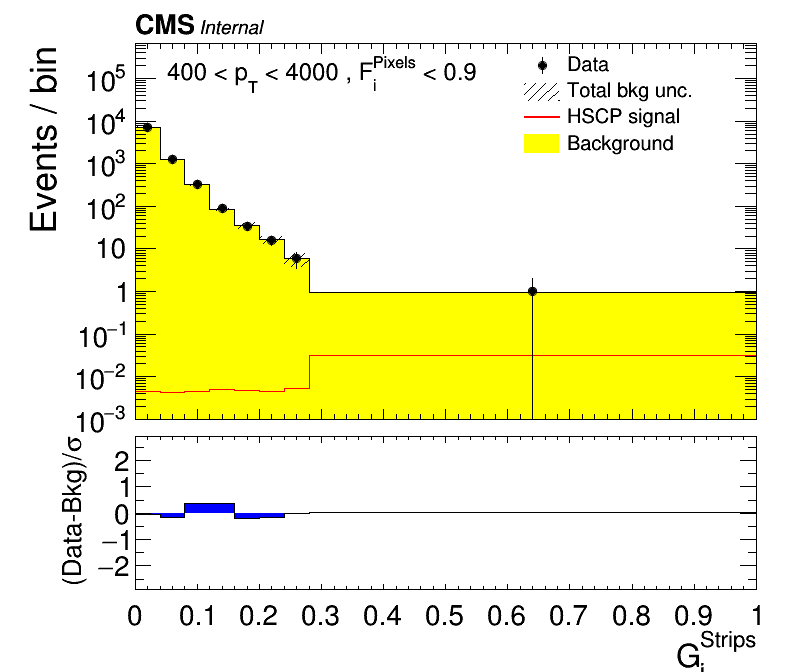 CMS Internal
400 < p_T < 4000 , F_i^Pixels < 0.9
Data
Total bkg unc.
HSCP signal
Background
Events / bin
10^5
10^4
10^3
10^2
10
1
10^−1
10^−2
10^−3
(Data-Bkg)/σ
2
1
0
−1
−2
0 0.1 0.2 0.3 0.4 0.5 0.6 0.7 0.8 0.9 1
G_i^Strips